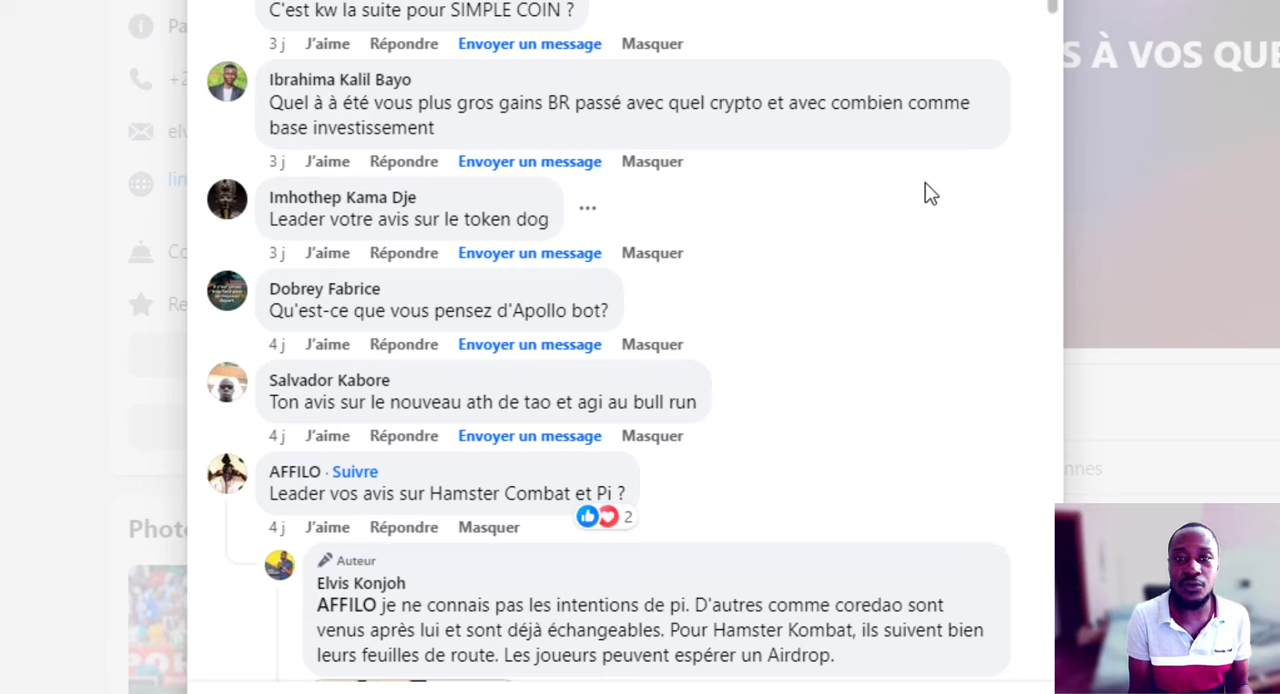 C'est kw la suite pour SIMPLE COIN ?
3 j J'aime Répondre Envoyer un message Masquer
S À VOS QUE
Ibrahima Kalil Bayo
Quel à à été vous plus gros gains BR passé avec quel crypto et avec combien comme
base investissement
3 j J'aime Répondre Envoyer un message Masquer
Imhothep Kama Dje
Leader votre avis sur le token dog
3 j J'aime Répondre Envoyer un message Masquer
Dobrey Fabrice
Qu'est-ce que vous pensez d'Apollo bot?
4 j J'aime Répondre Envoyer un message Masquer
Salvador Kabore
Ton avis sur le nouveau ath de tao et agi au bull run
4 j J'aime Répondre Envoyer un message Masquer
AFFILO · Suivre
Leader vos avis sur Hamster Combat et Pi ?
2
4 j J'aime Répondre Masquer
Auteur
Elvis Konjoh
AFFILO je ne connais pas les intentions de pi. D'autres comme coredao sont
venus après lui et sont déjà échangeables. Pour Hamster Kombat, ils suivent bien
leurs feuilles de route. Les joueurs peuvent espérer un Airdrop.
Pa
+2
elv
lin
Co
Re
Photo
nnes